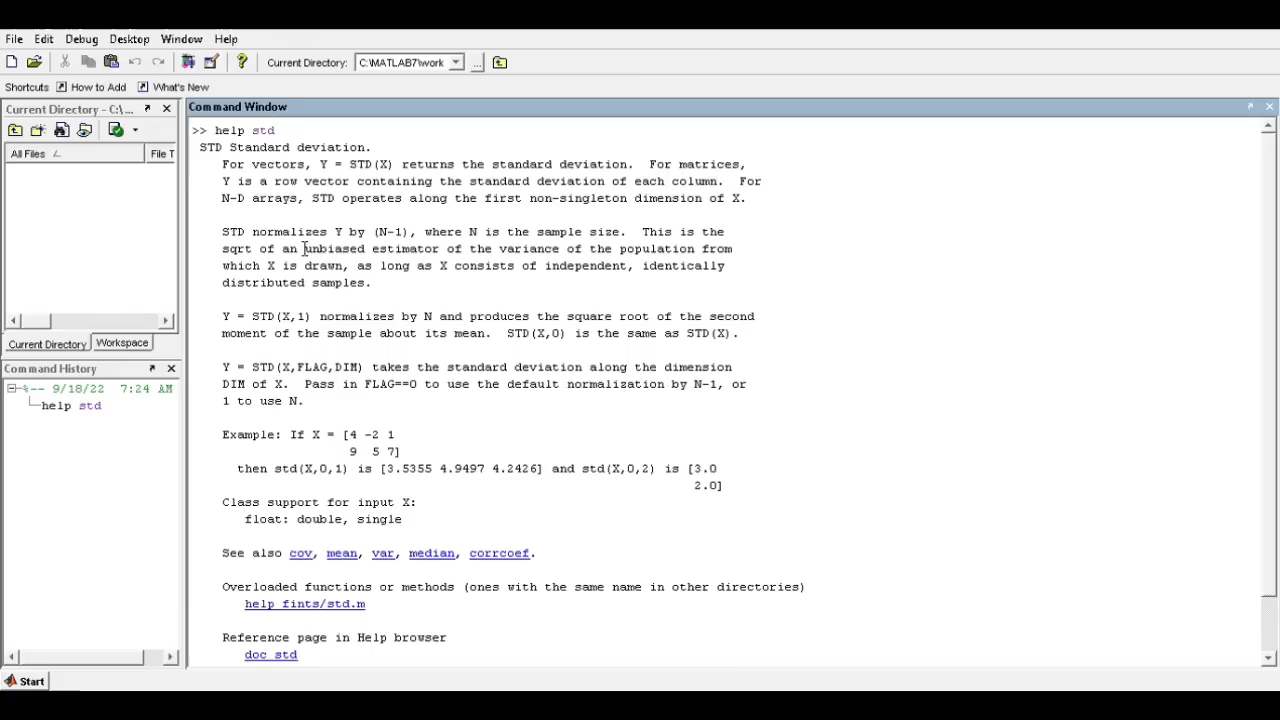 File Edit Debug Desktop Window Help
Current Directory: C:\MATLAB7\work ...
Shortcuts How to Add What's New
Current Directory - C:\ ...
All Files File T
Current Directory Workspace
Command History
%-- 9/18/22 7:24 AM
help std
Command Window
>> help std
STD Standard deviation.
For vectors, Y = STD(X) returns the standard deviation. For matrices,
Y is a row vector containing the standard deviation of each column. For
N-D arrays, STD operates along the first non-singleton dimension of X.
STD normalizes Y by (N-1), where N is the sample size. This is the
sqrt of an unbiased estimator of the variance of the population from
which X is drawn, as long as X consists of independent, identically
distributed samples.
Y = STD(X,1) normalizes by N and produces the square root of the second
moment of the sample about its mean. STD(X,0) is the same as STD(X).
Y = STD(X,FLAG,DIM) takes the standard deviation along the dimension
DIM of X. Pass in FLAG==0 to use the default normalization by N-1, or
1 to use N.
Example: If X = [4 -2 1
9 5 7]
then std(X,0,1) is [3.5355 4.9497 4.2426] and std(X,0,2) is [3.0
2.0]
Class support for input X:
float: double, single
See also cov, mean, var, median, corrcoef.
Overloaded functions or methods (ones with the same name in other directories)
help fints/std.m
Reference page in Help browser
doc std
Start